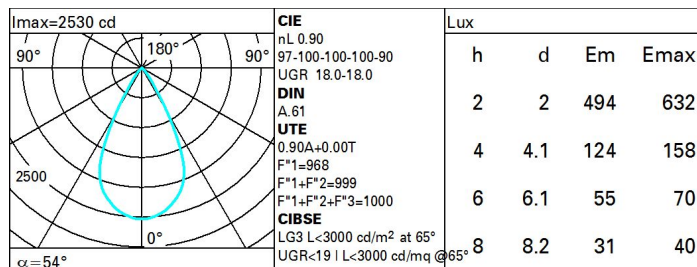 Imax=2530 cd
90°
180°
90°
2500
0°
α=54°
CIE
nL 0.90
97-100-100-100-90
UGR 18.0-18.0
DIN
A.61
UTE
0.90A+0.00T
F"1=968
F"1+F"2=999
F"1+F"2+F"3=1000
CIBSE
LG3 L<3000 cd/m² at 65°
UGR<19 | L<3000 cd/mq @65°
Lux
h d Em Emax
2 2 494 632
4 4.1 124 158
6 6.1 55 70
8 8.2 31 40